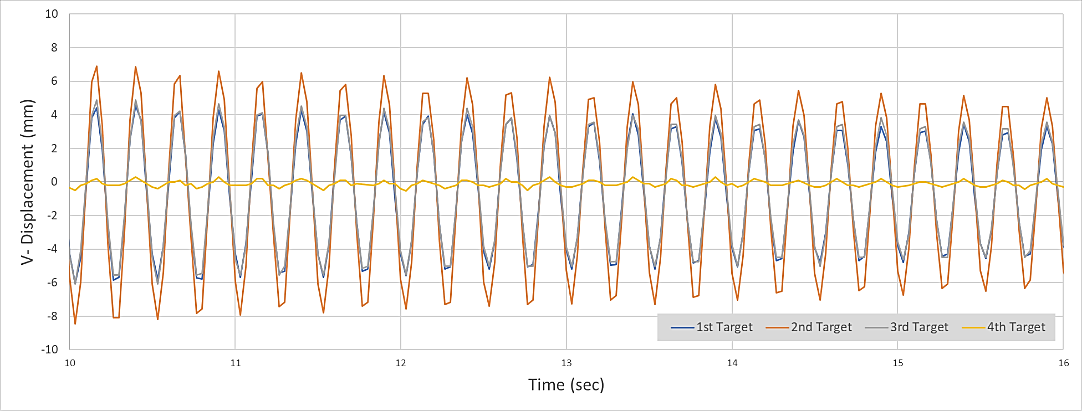 10
8
6
4
2
0
-2
-4
-6
-8
-10
V- Displacement (mm)
1st Target 2nd Target 3rd Target 4th Target
10 11 12 13 14 15 16
Time (sec)